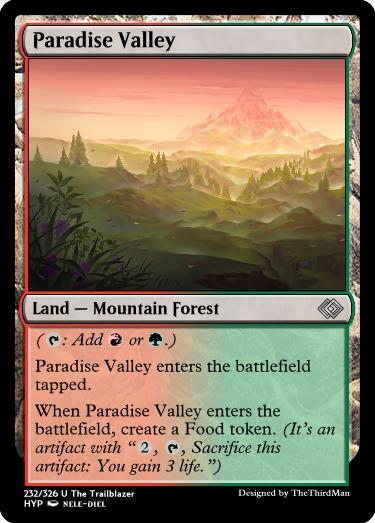 Paradise Valley
Land — Mountain Forest
( : Add   or  .)
Paradise Valley enters the battlefield
tapped.
When Paradise Valley enters the
battlefield, create a Food token. (It's an
artifact with “ 2 ,  , Sacrifice this
artifact: You gain 3 life.”)
232/326 U The Trailblazer
Designed by TheThirdMan
HYP NELE-DIEL